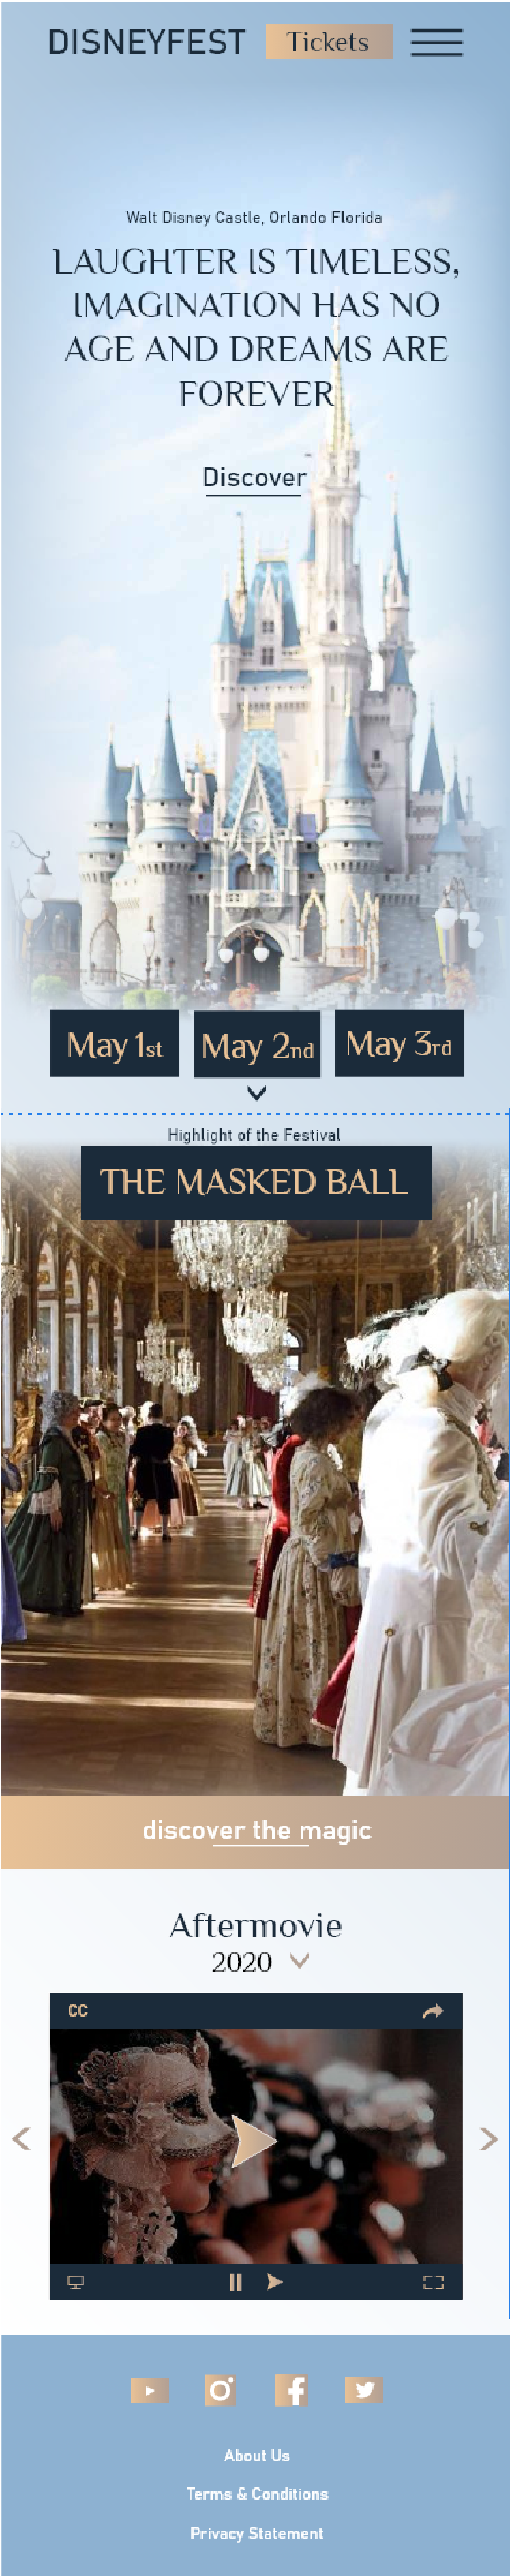 DISNEYFEST
Tickets
Walt Disney Castle, Orlando Florida
LAUGHTER IS TIMELESS,
IMAGINATION HAS NO
AGE AND DREAMS ARE
FOREVER
Discover
May 1st
May 2nd
May 3rd
Highlight of the Festival
THE MASKED BALL
discover the magic
Aftermovie
2020
CC
About Us
Terms & Conditions
Privacy Statement